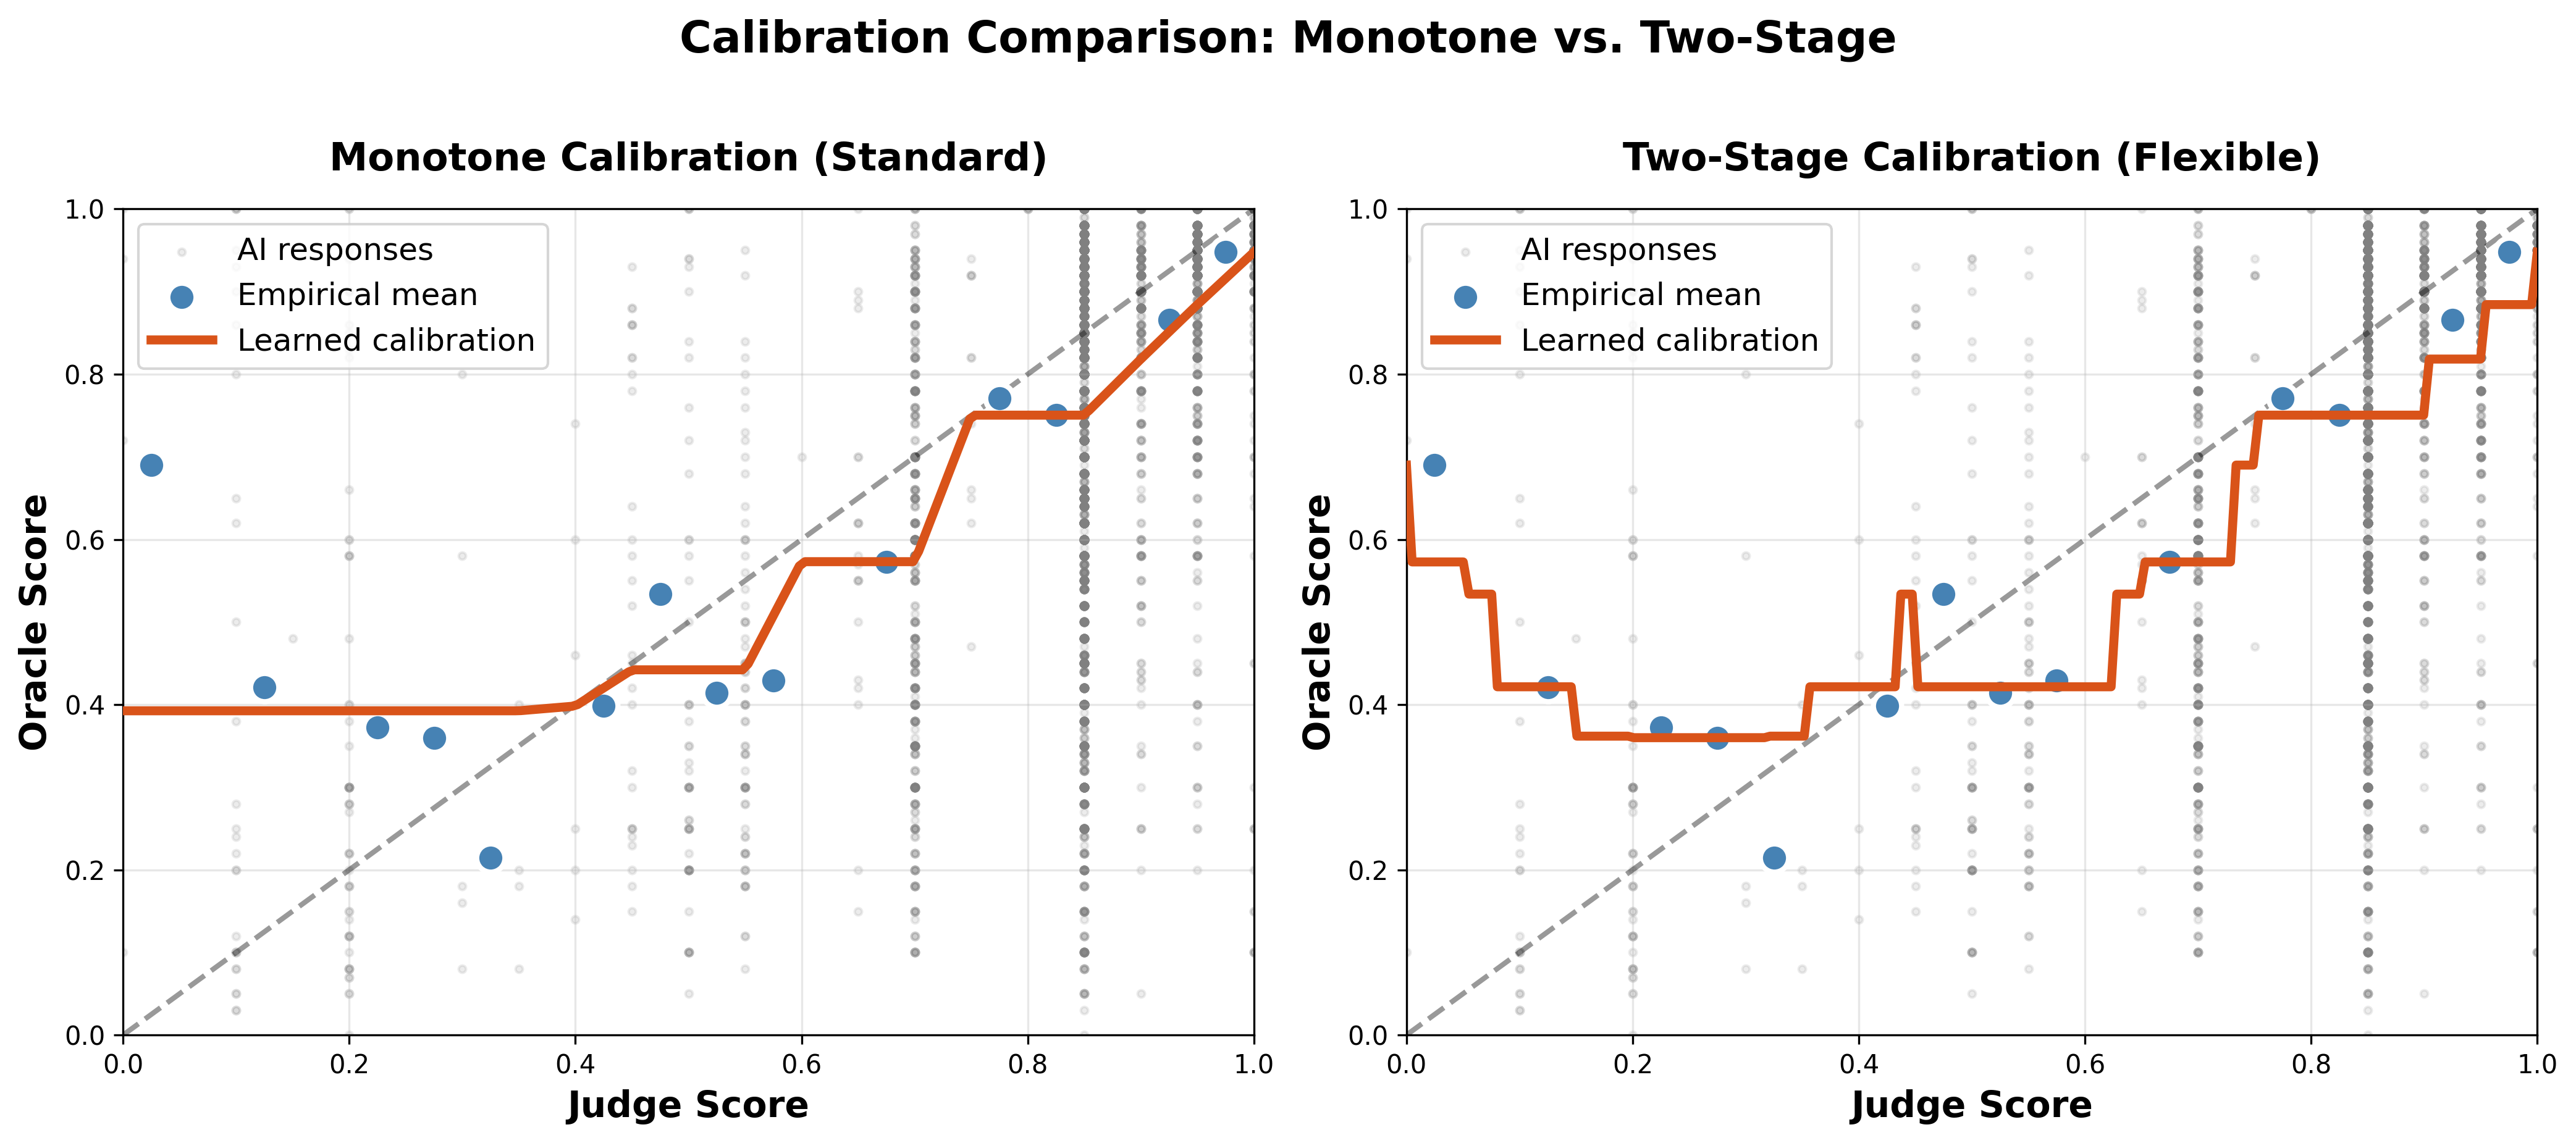 Calibration Comparison: Monotone vs. Two-Stage
Monotone Calibration (Standard)
AI responses
Empirical mean
Learned calibration
Oracle Score
1.0
0.8
0.6
0.4
0.2
0.0
0.0 0.2 0.4 0.6 0.8 1.0
Judge Score
Two-Stage Calibration (Flexible)
AI responses
Empirical mean
Learned calibration
Oracle Score
1.0
0.8
0.6
0.4
0.2
0.0
0.0 0.2 0.4 0.6 0.8 1.0
Judge Score